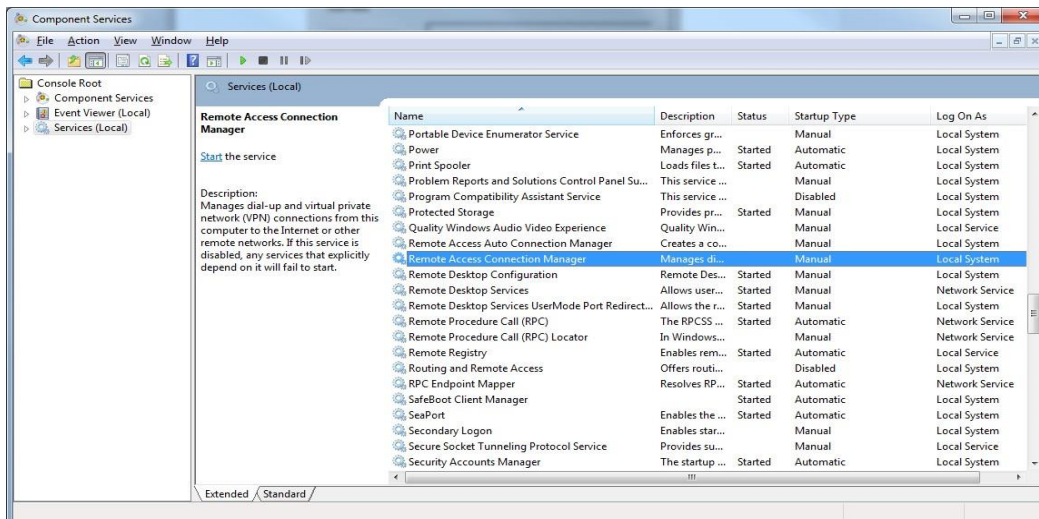 Component Services
File Action View Window Help
Console Root
Component Services
Event Viewer (Local)
Services (Local)
Services (Local)
Remote Access Connection
Manager
Start the service
Description:
Manages dial-up and virtual private
network (VPN) connections from this
computer to the Internet or other
remote networks. If this service is
disabled, any services that explicitly
depend on it will fail to start.
Name Description Status Startup Type Log On As
Portable Device Enumerator Service Enforces gr... Manual Local System
Power Manages p... Started Automatic Local System
Print Spooler Loads files t... Started Automatic Local System
Problem Reports and Solutions Control Panel Su... This service ... Manual Local System
Program Compatibility Assistant Service This service ... Disabled Local System
Protected Storage Provides pr... Started Manual Local System
Quality Windows Audio Video Experience Quality Win... Manual Local Service
Remote Access Auto Connection Manager Creates a co... Manual Local System
Remote Access Connection Manager Manages di... Manual Local System
Remote Desktop Configuration Remote Des... Started Manual Local System
Remote Desktop Services Allows user... Started Manual Network Service
Remote Desktop Services UserMode Port Redirect... Allows the r... Started Manual Local System
Remote Procedure Call (RPC) The RPCSS ... Started Automatic Network Service
Remote Procedure Call (RPC) Locator In Windows... Manual Network Service
Remote Registry Enables rem... Started Automatic Local Service
Routing and Remote Access Offers routi... Disabled Local System
RPC Endpoint Mapper Resolves RP... Started Automatic Network Service
SafeBoot Client Manager Started Automatic Local System
SeaPort Enables the ... Started Automatic Local System
Secondary Logon Enables star... Manual Local System
Secure Socket Tunneling Protocol Service Provides su... Manual Local Service
Security Accounts Manager The startup ... Started Automatic Local System
Extended Standard